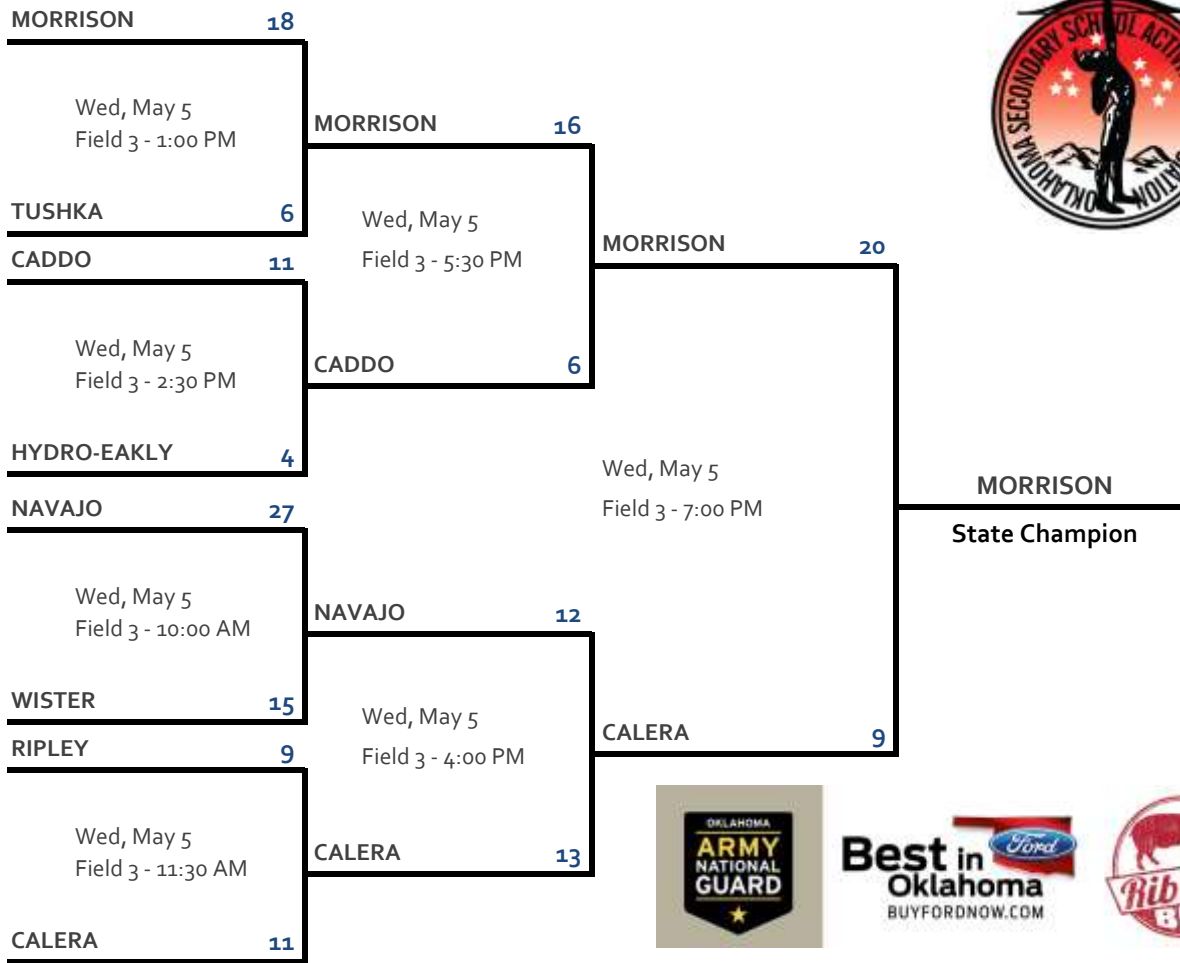 MORRISON 18
Wed, May 5
Field 3 - 1:00 PM
TUSHKA 6
CADDO 11
Wed, May 5
Field 3 - 2:30 PM
HYDRO-EAKLY 4
NAVAJO 27
Wed, May 5
Field 3 - 10:00 AM
WISTER 15
RIPLEY 9
Wed, May 5
Field 3 - 11:30 AM
CALERA 11
MORRISON 16
Wed, May 5
Field 3 - 5:30 PM
CADDO 6
NAVAJO 12
Wed, May 5
Field 3 - 4:00 PM
CALERA 13
MORRISON 20
Wed, May 5
Field 3 - 7:00 PM
CALERA 9
MORRISON
State Champion
OKLAHOMA SECONDARY SCHOOL
OKLAHOMA
ARMY
NATIONAL
GUARD
Best in
Oklahoma
Ford
BUYFORDNOW.COM
Rib